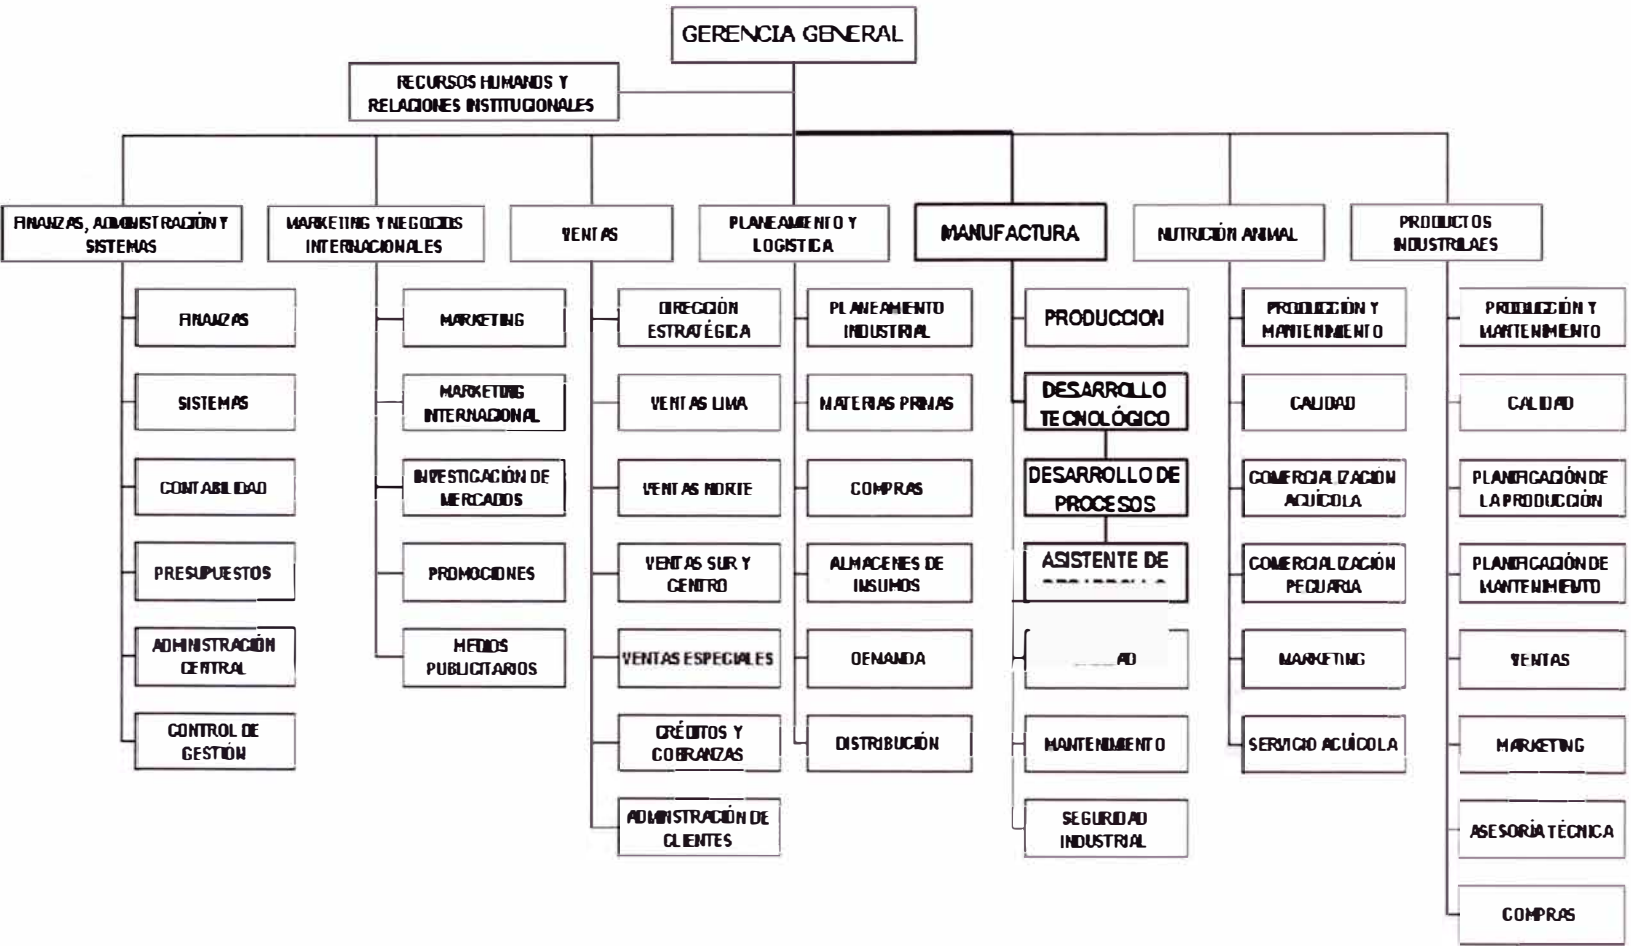 GERENCIA GENERAL
RECURSOS HUMANOS Y
RELACIONES INSTITUCIONALES
FINANZAS, ADMINISTRACIÓN Y
SISTEMAS
MARKETING Y NEGOCIOS
INTERNACIONALES
VENTAS
PLANEAMIENTO Y
LOGISTICA
MANUFACTURA
NUTRICIÓN ANIMAL
PRODUCTOS
INDUSTRILAES
FINANZAS
SISTEMAS
CONTABILIDAD
PRESUPUESTOS
ADMINISTRACIÓN
CENTRAL
CONTROL DE
GESTIÓN
MARKETING
MARKETING
INTERNACIONAL
INVESTIGACIÓN DE
MERCADOS
PROMOCIONES
MEDIOS
PUBLICITARIOS
DIRECCIÓN
ESTRATÉGICA
VENTAS LIMA
VENTAS NORTE
VENTAS SUR Y
CENTRO
VENTAS ESPECIALES
CRÉDITOS Y
COBRANZAS
ADMINISTRACIÓN DE
CLIENTES
PLANEAMIENTO
INDUSTRIAL
MATERIAS PRIMAS
COMPRAS
ALMACENES DE
INSUMOS
DEMANDA
DISTRIBUCIÓN
PRODUCCION
DESARROLLO
TECNOLÓGICO
DESARROLLO DE
PROCESOS
ASISTENTE DE
AD
MANTENIMIENTO
SEGURIDAD
INDUSTRIAL
PRODUCCIÓN Y
MANTENIMIENTO
CALIDAD
COMERCIALIZACIÓN
ACUÍCOLA
COMERCIALIZACIÓN
PECUARIA
MARKETING
SERVICIO ACUÍCOLA
PRODUCCIÓN Y
MANTENIMIENTO
CALIDAD
PLANIFICACIÓN DE
LA PRODUCCIÓN
PLANIFICACIÓN DE
MANTENIMIENTO
VENTAS
MARKETING
ASESORÍA TÉCNICA
COMPRAS